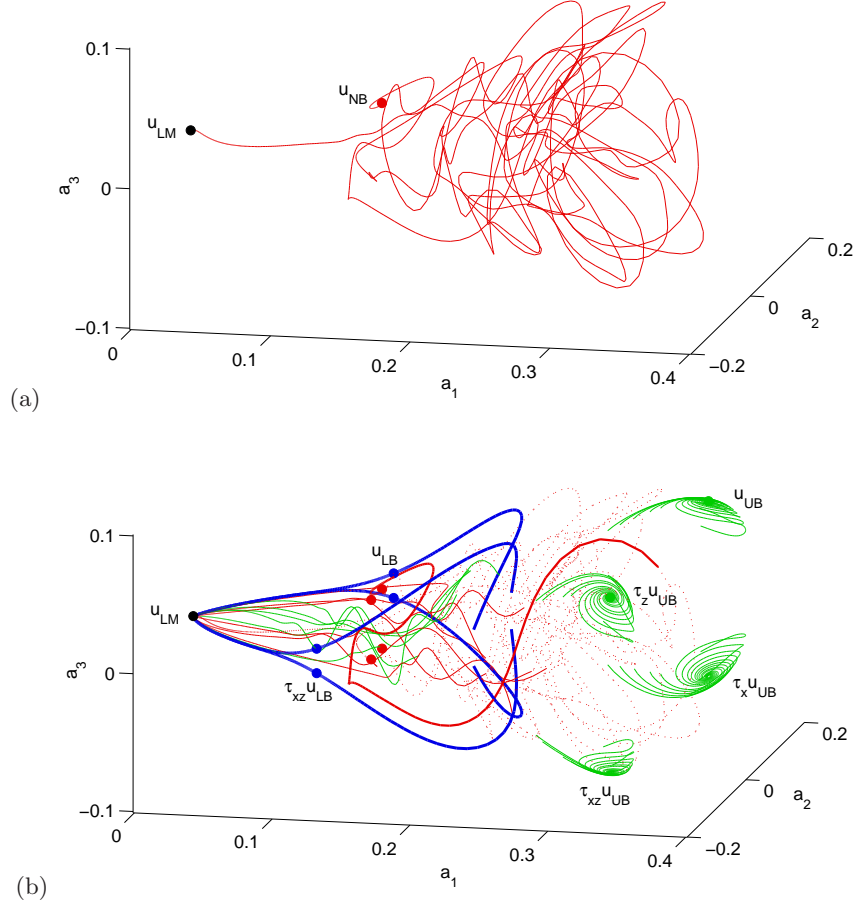 0.1
u_NB
u_LM
0
a_3
−0.1
0
0.1
0.2
0.3
0.4
a_1
−0.2
0
0.2
a_2
(a)
u_UB
0.1
u_LB
u_LM
τ_z u_UB
a_3
0
τ_xz u_LB
τ_x u_UB
τ_xz u_UB
−0.1
0
0.1
0.2
0.3
0.4
a_1
−0.2
0
0.2
a_2
(b)